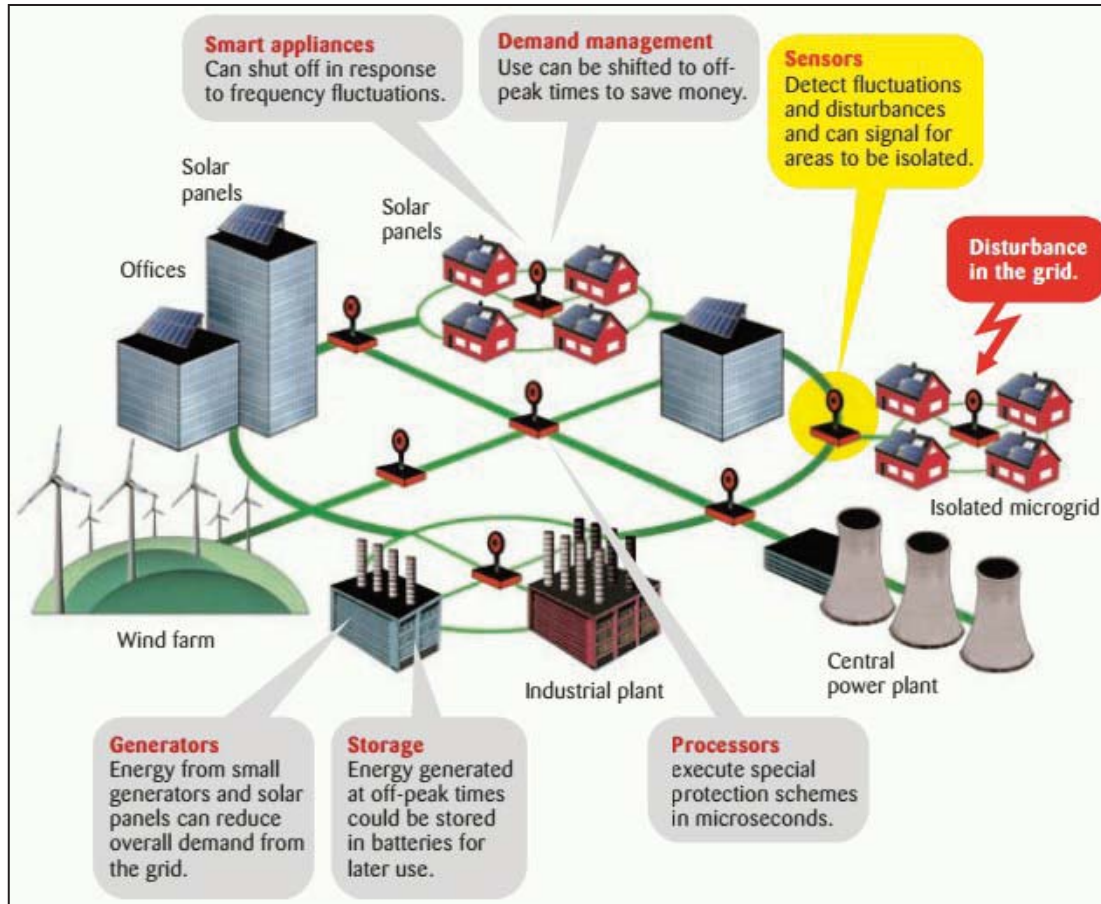 Smart appliances
Can shut off in response
to frequency fluctuations.
Demand management
Use can be shifted to off-
peak times to save money.
Sensors
Detect fluctuations
and disturbances
and can signal for
areas to be isolated.
Solar
panels
Solar
panels
Offices
Disturbance
in the grid.
Isolated microgrid
Wind farm
Industrial plant
Central
power plant
Generators
Energy from small
generators and solar
panels can reduce
overall demand from
the grid.
Storage
Energy generated
at off-peak times
could be stored
in batteries for
later use.
Processors
execute special
protection schemes
in microseconds.